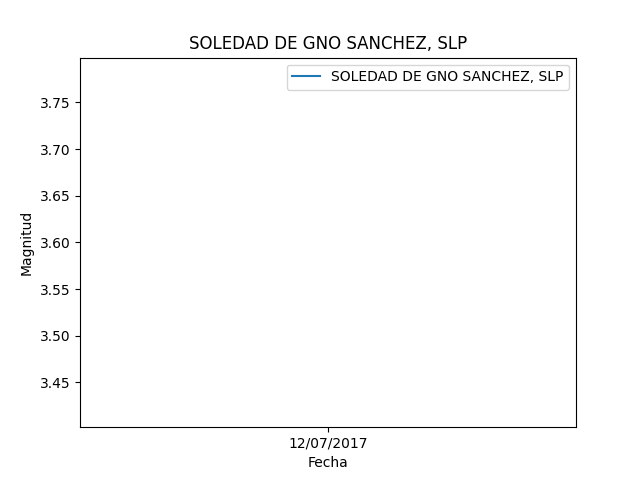 SOLEDAD DE GNO SANCHEZ, SLP
SOLEDAD DE GNO SANCHEZ, SLP
3.75
3.70
3.65
3.60
3.55
3.50
3.45
Magnitud
12/07/2017
Fecha